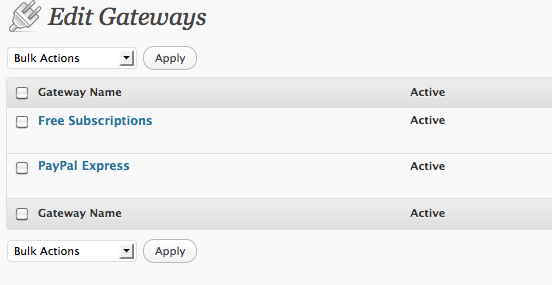 Edit Gateways
Bulk Actions Apply
Gateway Name Active
Free Subscriptions Active
PayPal Express Active
Gateway Name Active
Bulk Actions Apply